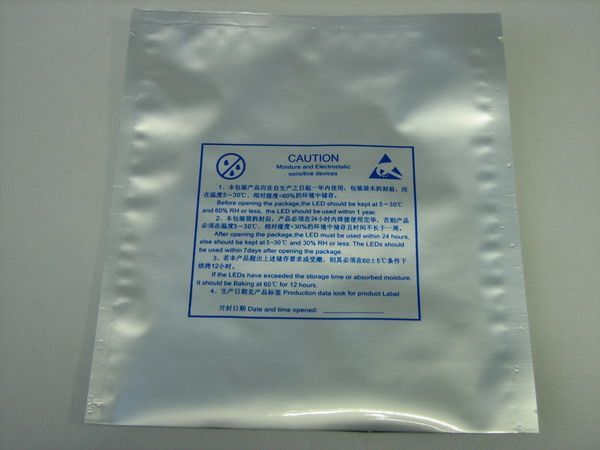 CAUTION
Moisture and Electrostatic
sensitive devices
1、本包装产品应在自生产之日起一年内使用，包装袋未拆封前，应
在温度5～30℃，相对湿度<60%的环境中储存。
Before opening the package,the LED should be kept at 5～30℃
and 60% RH or less, the LED should be used within 1 year.
2、本包装袋拆封后，产品必须在24小时内焊接使用完毕，否则产品
必须在温度5～30℃，相对湿度<30%的环境中储存且时间不长于一周。
After opening the package,the LED must be used within 24 hours,
else should be kept at 5~30℃ and 30% RH or less. The LEDs should
be used within 7days after opening the package.
3、若本产品超出上述储存要求或受潮，则其必须在60±5℃条件下
烘烤12小时。
If the LEDs have exceeded the storage time or absorbed moisture.
It should be Baking at 60℃ for 12 hours.
4、生产日期见产品标签 Production data look for product Label.
开封日期 Date and time opened: